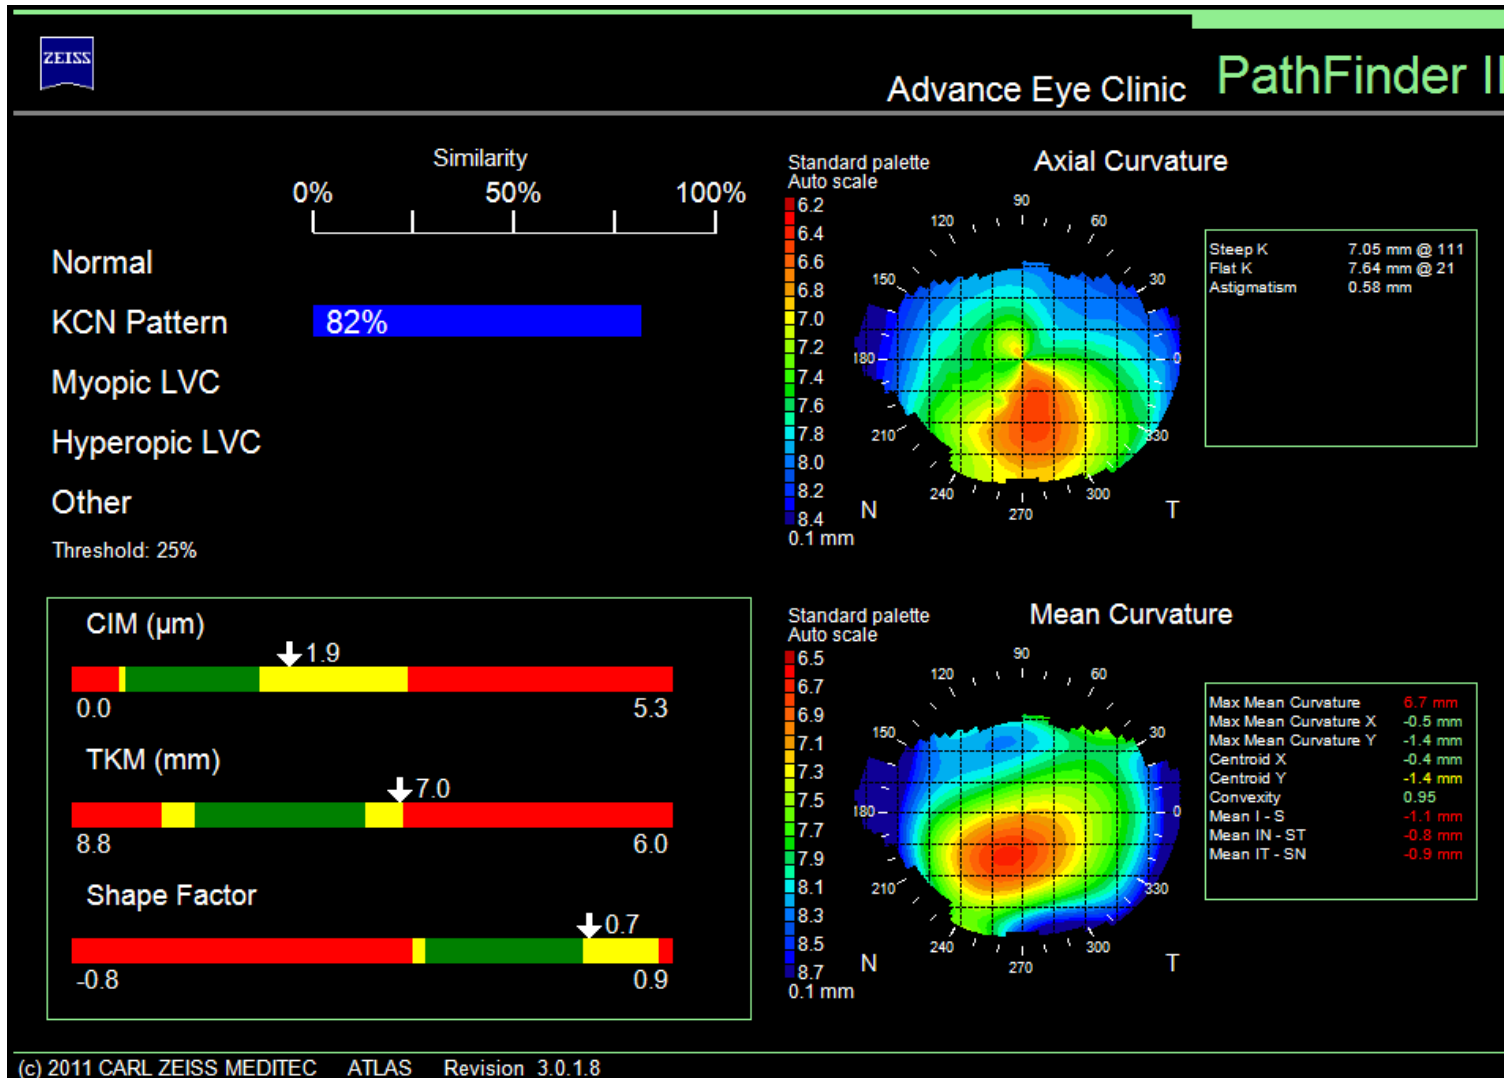 ZEISS
Advance Eye Clinic
PathFinder II
Similarity
0% 50% 100%
Normal
KCN Pattern 82%
Myopic LVC
Hyperopic LVC
Other
Threshold: 25%
CIM (µm)
1.9
0.0 5.3
TKM (mm)
7.0
8.8 6.0
Shape Factor
0.7
-0.8 0.9
Standard palette
Auto scale
Axial Curvature
6.2
6.4
6.6
6.8
7.0
7.2
7.4
7.6
7.8
8.0
8.2
8.4
0.1 mm
90
120 60
150 30
180 0
210 330
240 300
270
N T
Steep K 7.05 mm @ 111
Flat K 7.64 mm @ 21
Astigmatism 0.58 mm
Standard palette
Auto scale
Mean Curvature
6.5
6.7
6.9
7.1
7.3
7.5
7.7
7.9
8.1
8.3
8.5
8.7
0.1 mm
90
120 60
150 30
180 0
210 330
240 300
270
N T
Max Mean Curvature 6.7 mm
Max Mean Curvature X -0.5 mm
Max Mean Curvature Y -1.4 mm
Centroid X -0.4 mm
Centroid Y -1.4 mm
Convexity 0.95
Mean I - S -1.1 mm
Mean IN - ST -0.8 mm
Mean IT - SN -0.9 mm
(c) 2011 CARL ZEISS MEDITEC ATLAS Revision 3.0.1.8